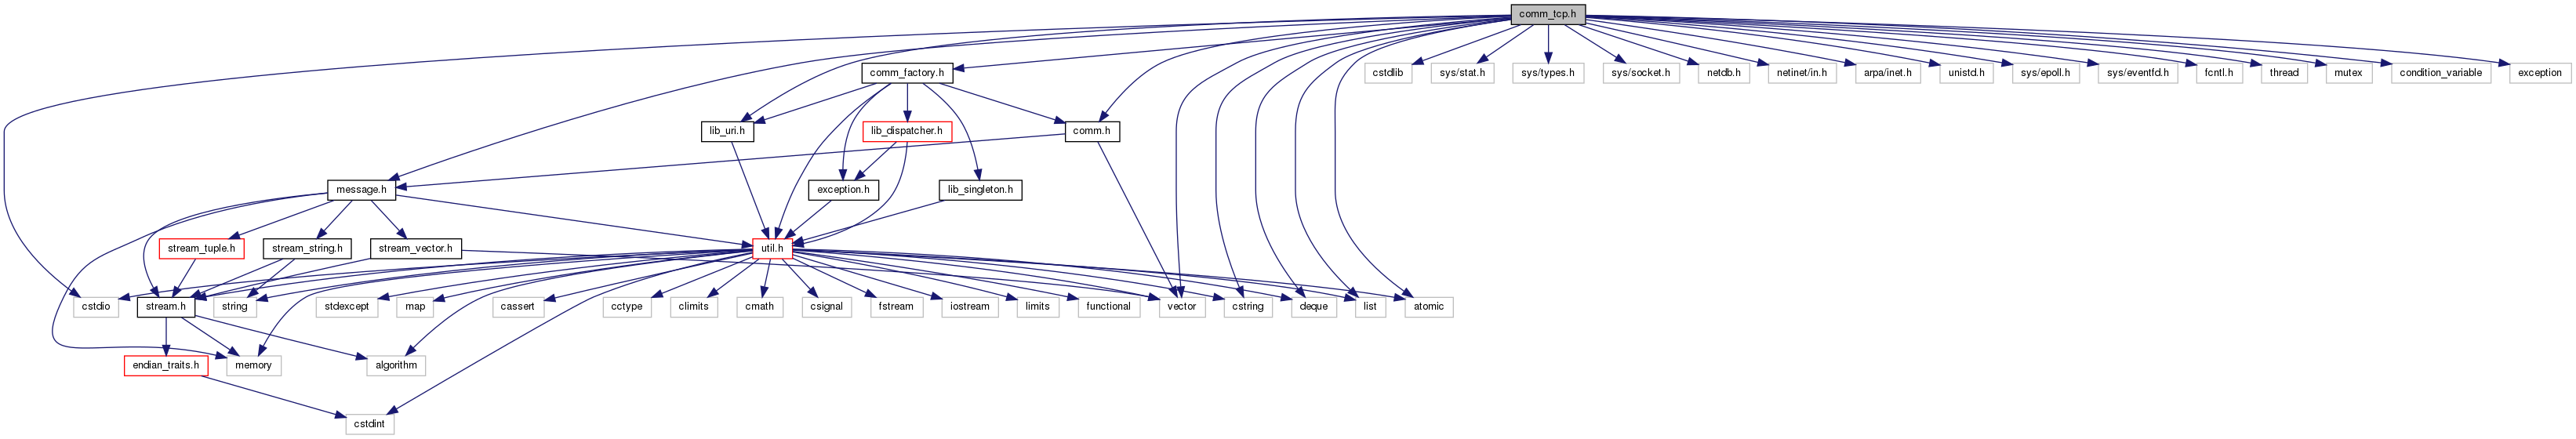 comm_tcp.h
comm_factory.h
cstdlib
sys/stat.h
sys/types.h
sys/socket.h
netdb.h
netinet/in.h
arpa/inet.h
unistd.h
sys/epoll.h
sys/eventfd.h
fcntl.h
thread
mutex
condition_variable
exception
lib_uri.h
lib_dispatcher.h
comm.h
message.h
exception.h
lib_singleton.h
stream_tuple.h
stream_string.h
stream_vector.h
util.h
cstdio
stream.h
string
stdexcept
map
cassert
cctype
climits
cmath
csignal
fstream
iostream
limits
functional
vector
cstring
deque
list
atomic
endian_traits.h
memory
algorithm
cstdint